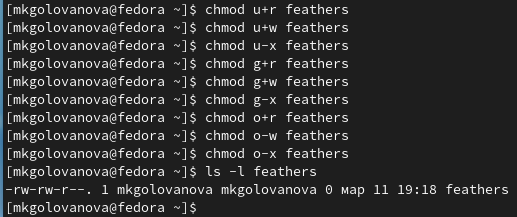 [mkgolovanova@fedora ~]$ chmod u+r feathers
[mkgolovanova@fedora ~]$ chmod u+w feathers
[mkgolovanova@fedora ~]$ chmod u-x feathers
[mkgolovanova@fedora ~]$ chmod g+r feathers
[mkgolovanova@fedora ~]$ chmod g+w feathers
[mkgolovanova@fedora ~]$ chmod g-x feathers
[mkgolovanova@fedora ~]$ chmod o+r feathers
[mkgolovanova@fedora ~]$ chmod o-w feathers
[mkgolovanova@fedora ~]$ chmod o-x feathers
[mkgolovanova@fedora ~]$ ls -l feathers
-rw-rw-r--. 1 mkgolovanova mkgolovanova 0 мар 11 19:18 feathers
[mkgolovanova@fedora ~]$